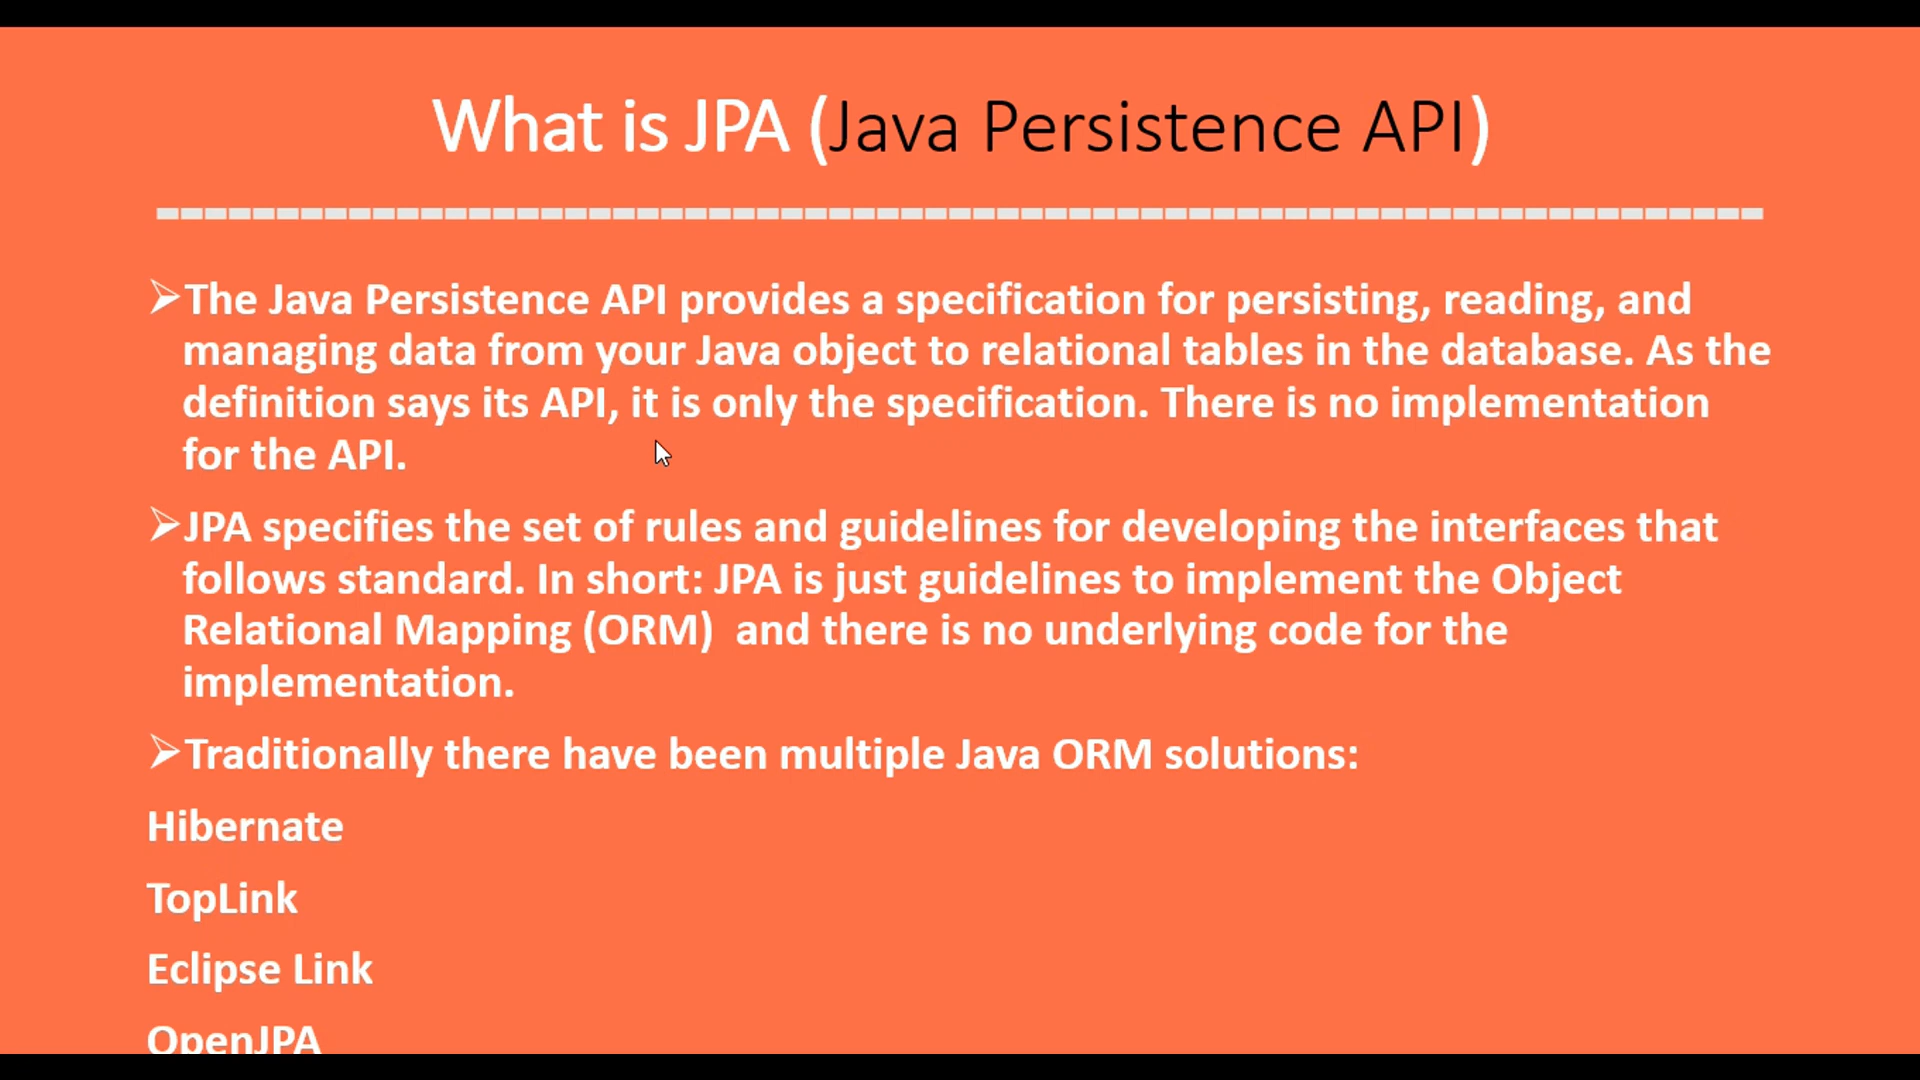 What is JPA (Java Persistence API)
The Java Persistence API provides a specification for persisting, reading, and
managing data from your Java object to relational tables in the database. As the
definition says its API, it is only the specification. There is no implementation
for the API.
JPA specifies the set of rules and guidelines for developing the interfaces that
follows standard. In short: JPA is just guidelines to implement the Object
Relational Mapping (ORM)  and there is no underlying code for the
implementation.
Traditionally there have been multiple Java ORM solutions:
Hibernate
TopLink
Eclipse Link
OpenJPA